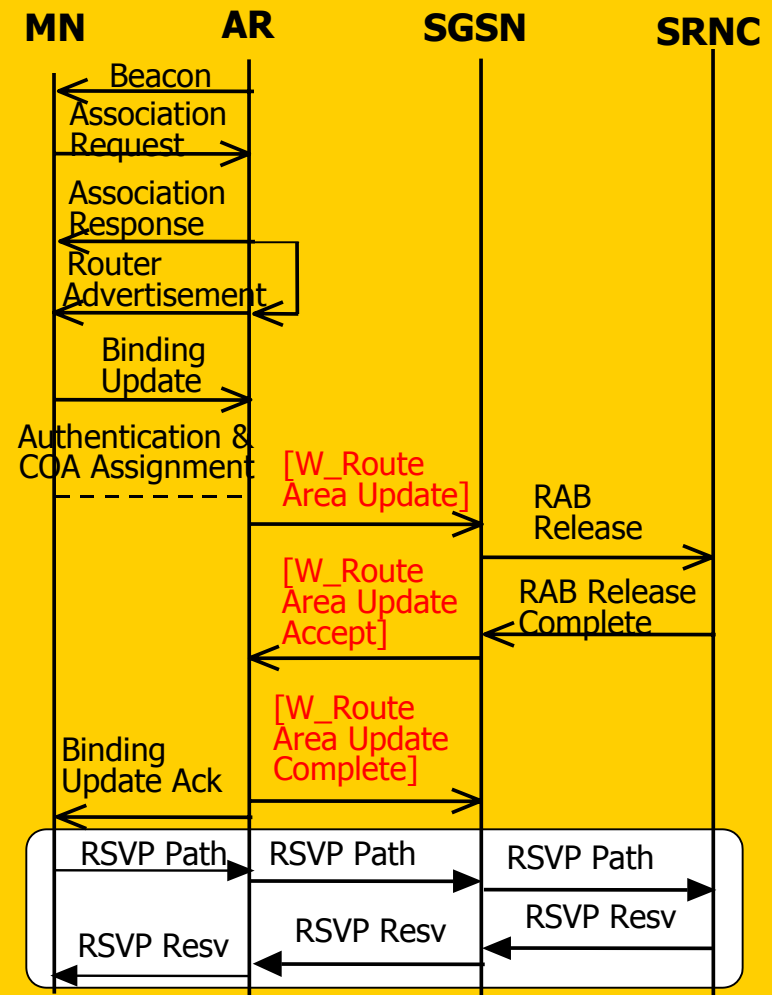 MN AR SGSN SRNC
Beacon
Association
Request
Association
Response
Router
Advertisement
Binding
Update
Authentication &
COA Assignment
[W_Route
Area Update]
RAB
Release
[W_Route
Area Update
Accept]
RAB Release
Complete
[W_Route
Area Update
Complete]
Binding
Update Ack
RSVP Path RSVP Path RSVP Path
RSVP Resv RSVP Resv RSVP Resv